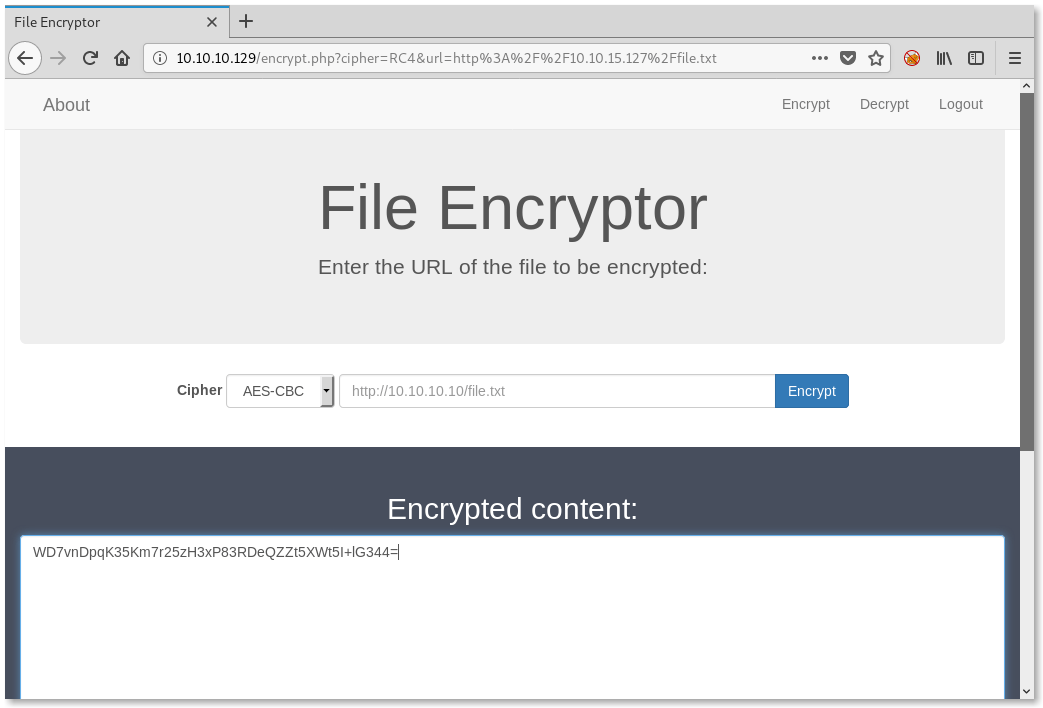 File Encryptor
10.10.10.129/encrypt.php?cipher=RC4&url=http%3A%2F%2F10.10.15.127%2Ffile.txt
About Encrypt Decrypt Logout
File Encryptor
Enter the URL of the file to be encrypted:
Cipher AES-CBC http://10.10.10.10/file.txt Encrypt
Encrypted content:
WD7vnDpqK35Km7r25zH3xP83RDeQZZt5XWt5I+lG344=